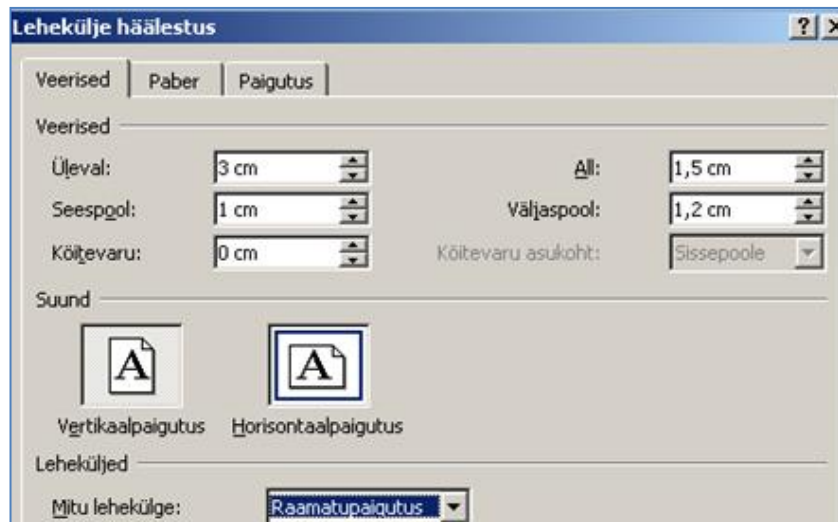 Lehekülje häälestus
Veerised Paber Paigutus
Veerised
Üleval: 3 cm All: 1,5 cm
Seespool: 1 cm Väljaspool: 1,2 cm
Köitevaru: 0 cm Köitevaru asukoht: Sissepoole
Suund
A A
Vertikaalpaigutus Horisontaalpaigutus
Leheküljed
Mitu lehekülge: Raamatupaigutus